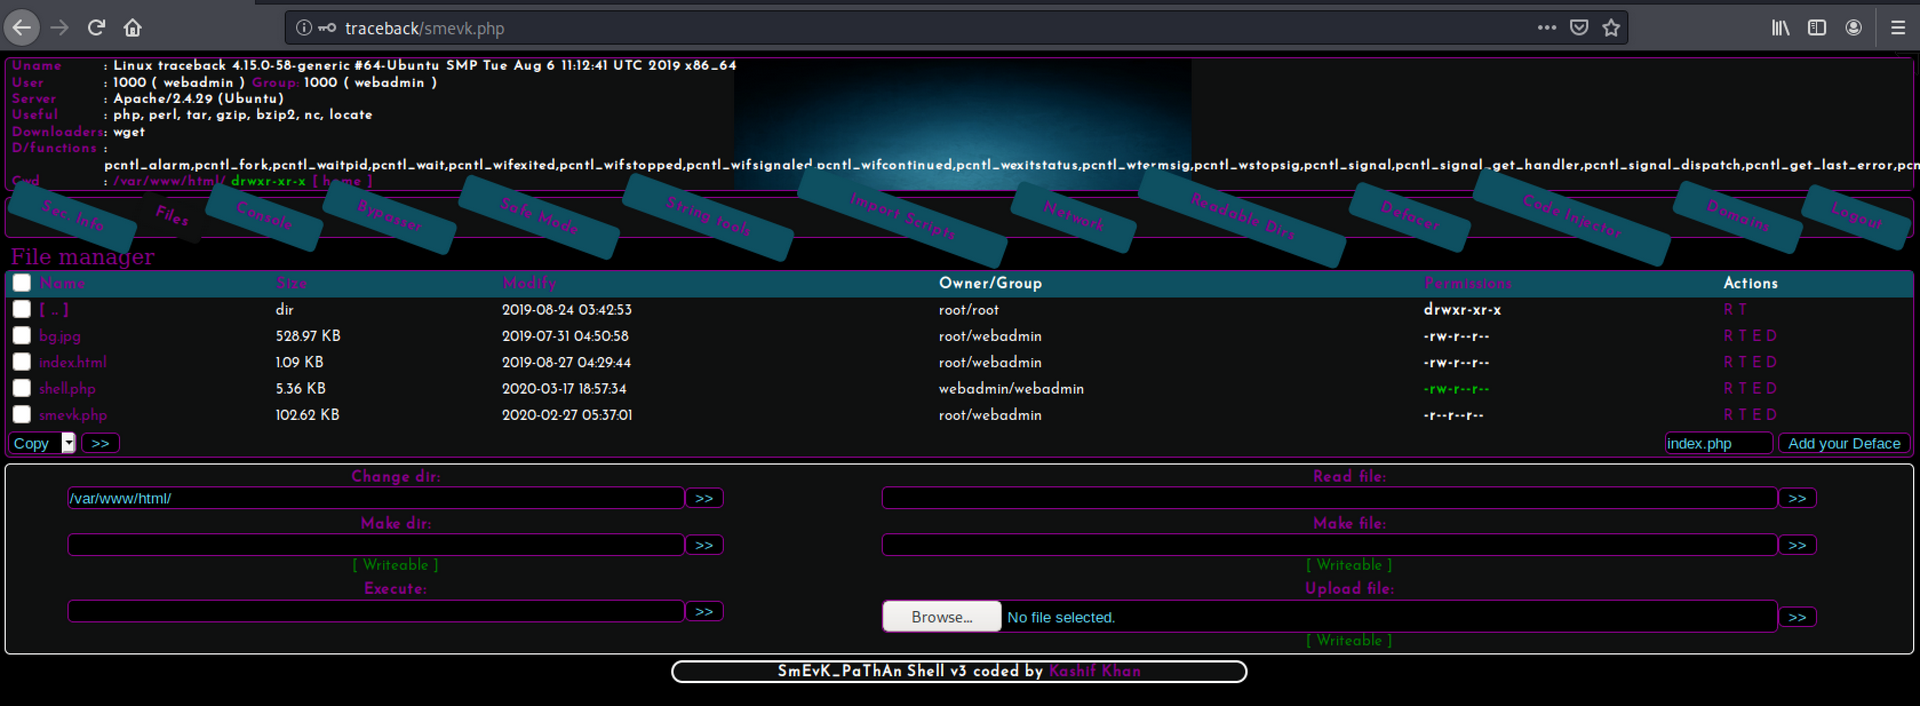 traceback/smevk.php
Uname : Linux traceback 4.15.0-58-generic #64-Ubuntu SMP Tue Aug 6 11:12:41 UTC 2019 x86_64
User : 1000 ( webadmin ) Group: 1000 ( webadmin )
Server : Apache/2.4.29 (Ubuntu)
Useful : php, perl, tar, gzip, bzip2, nc, locate
Downloaders: wget
D/functions :
pcntl_alarm,pcntl_fork,pcntl_waitpid,pcntl_wait,pcntl_wifexited,pcntl_wifstopped,pcntl_wifsignaled,pcntl_wifcontinued,pcntl_wexitstatus,pcntl_wtermsig,pcntl_wstopsig,pcntl_signal,pcntl_signal_get_handler,pcntl_signal_dispatch,pcntl_get_last_error,pcn
Cwd : /var/www/html/ drwxr-xr-x [ home ]
Sec. Info Files Console Bypasser Safe Mode String tools Import Scripts Network Readable Dirs Defacer Code Injector Domains Logout
File manager
Name Size Modify Owner/Group Permissions Actions
[ .. ] dir 2019-08-24 03:42:53 root/root drwxr-xr-x R T
bg.jpg 528.97 KB 2019-07-31 04:50:58 root/webadmin -rw-r--r-- R T E D
index.html 1.09 KB 2019-08-27 04:29:44 root/webadmin -rw-r--r-- R T E D
shell.php 5.36 KB 2020-03-17 18:57:34 webadmin/webadmin -rw-r--r-- R T E D
smevk.php 102.62 KB 2020-02-27 05:37:01 root/webadmin -r--r--r-- R T E D
Copy >> index.php Add your Deface
Change dir: Read file:
/var/www/html/ >> >>
Make dir: Make file:
>> >>
[ Writeable ] [ Writeable ]
Execute: Upload file:
>> Browse... No file selected. >>
[ Writeable ]
SmEvK_PaThAn Shell v3 coded by Kashif Khan